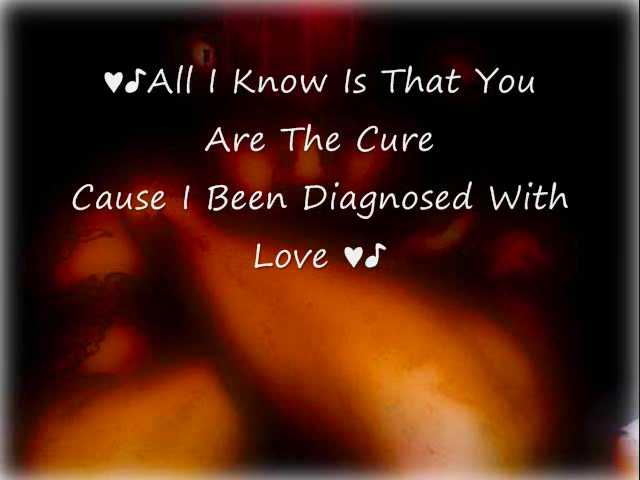 ♥♪All I Know Is That You
Are The Cure
Cause I Been Diagnosed With
Love ♥♪